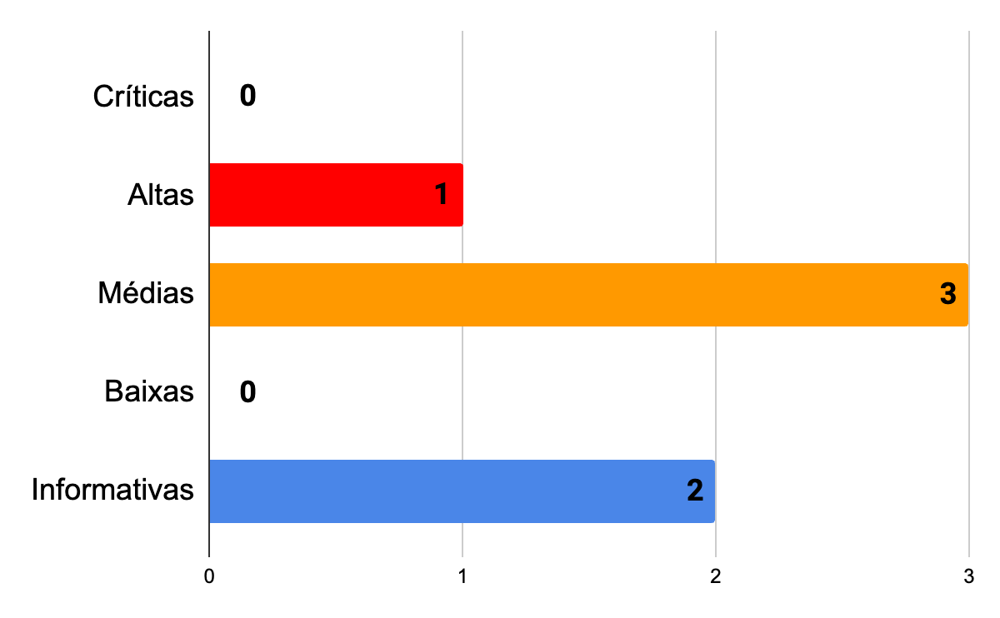 Críticas 0
Altas 1
Médias 3
Baixas 0
Informativas 2
0 1 2 3